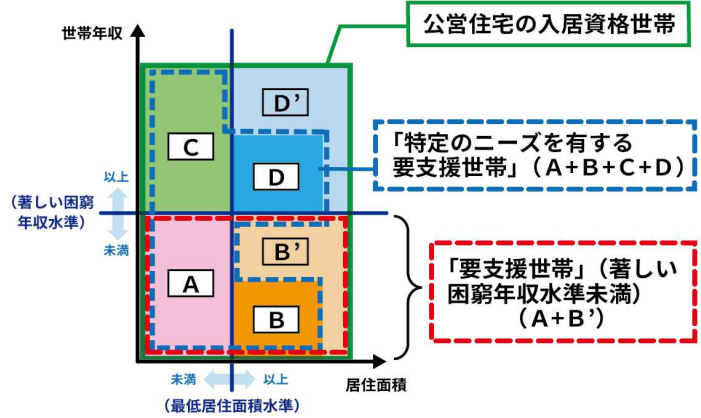 公営住宅の入居資格世帯
世帯年収
D’
「特定のニーズを有する
要支援世帯」（A+B+C+D）
C
D
以上
（著しい困窮
年収水準）
未満
B’
A
「要支援世帯」（著しい
困窮年収水準未満）
（A+B’）
B
未満
以上
居住面積
（最低居住面積水準）